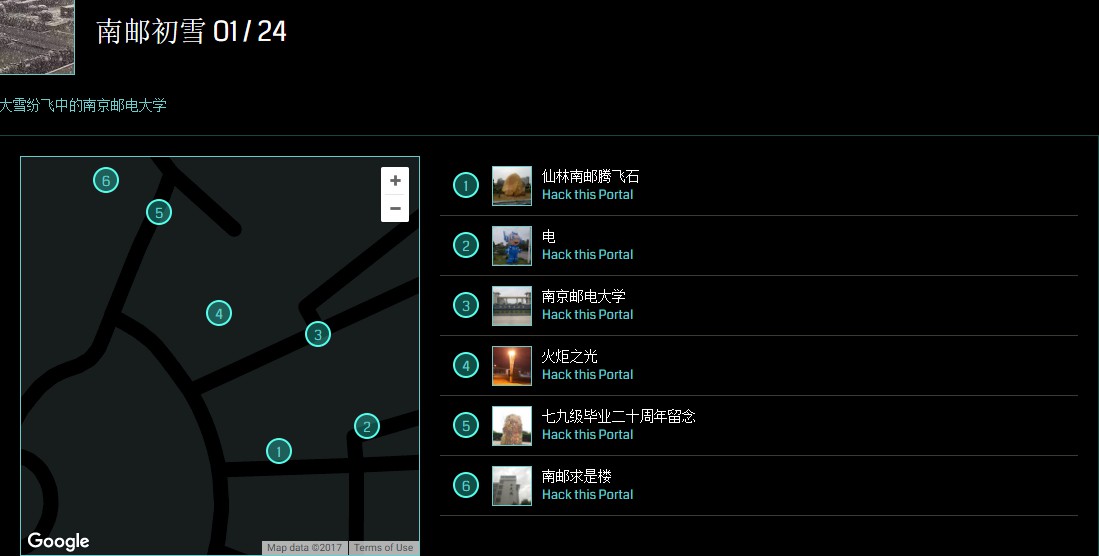 南邮初雪 01 / 24
大雪纷飞中的南京邮电大学
6
5
4
3
2
1
+
−
Google
Map data ©2017
Terms of Use
1
仙林南邮腾飞石
Hack this Portal
2
电
Hack this Portal
3
南京邮电大学
Hack this Portal
4
火炬之光
Hack this Portal
5
七九级毕业二十周年留念
Hack this Portal
6
南邮求是楼
Hack this Portal